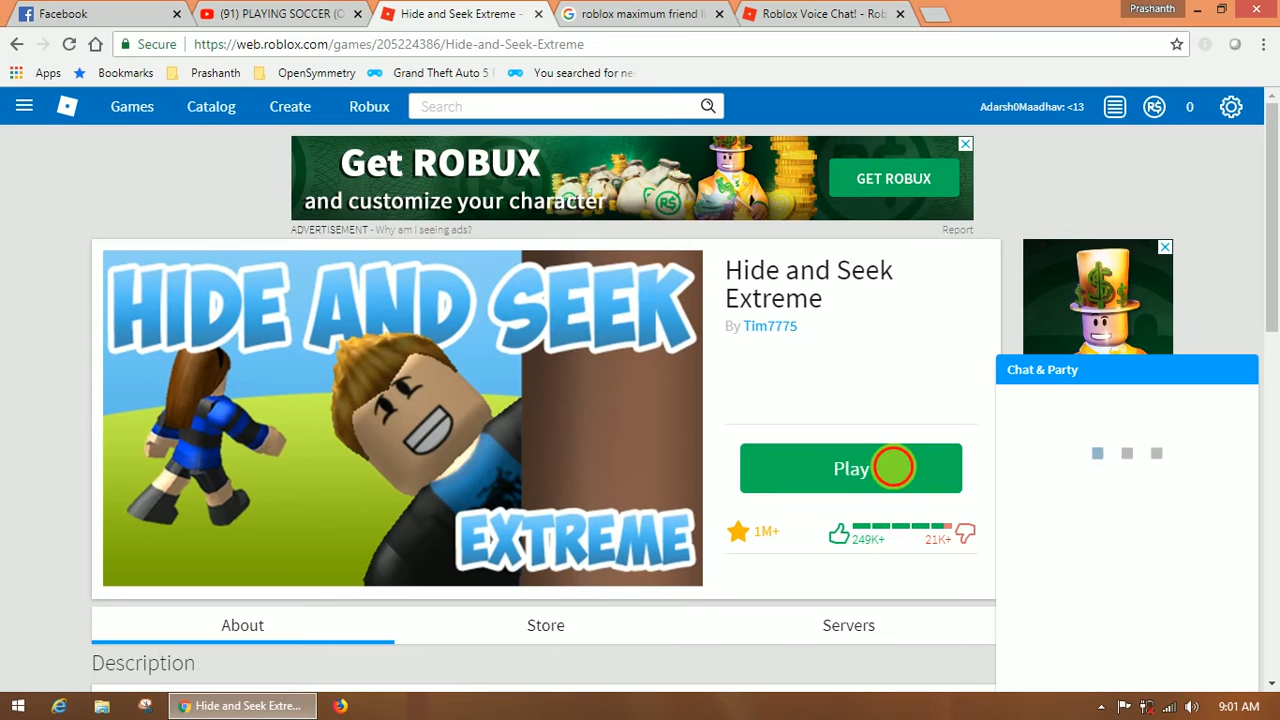 Prashanth
Facebook
(91) PLAYING SOCCER (O
Hide and Seek Extreme -
roblox maximum friend li
Roblox Voice Chat! - Rob
Secure
https://web.roblox.com/games/205224386/Hide-and-Seek-Extreme
Apps
Bookmarks
Prashanth
OpenSymmetry
Grand Theft Auto 5 F
You searched for ne
Games
Catalog
Create
Robux
Search
Adarsh0Maadhav: <13
R$
0
Get ROBUX
and customize your character
GET ROBUX
ADVERTISEMENT - Why am I seeing ads?
Report
HIDE AND SEEK
EXTREME
Hide and Seek
Extreme
By Tim7775
Chat & Party
Play
1M+
249K+
21K+
About
Store
Servers
Description
Hide and Seek Extre...
9:01 AM